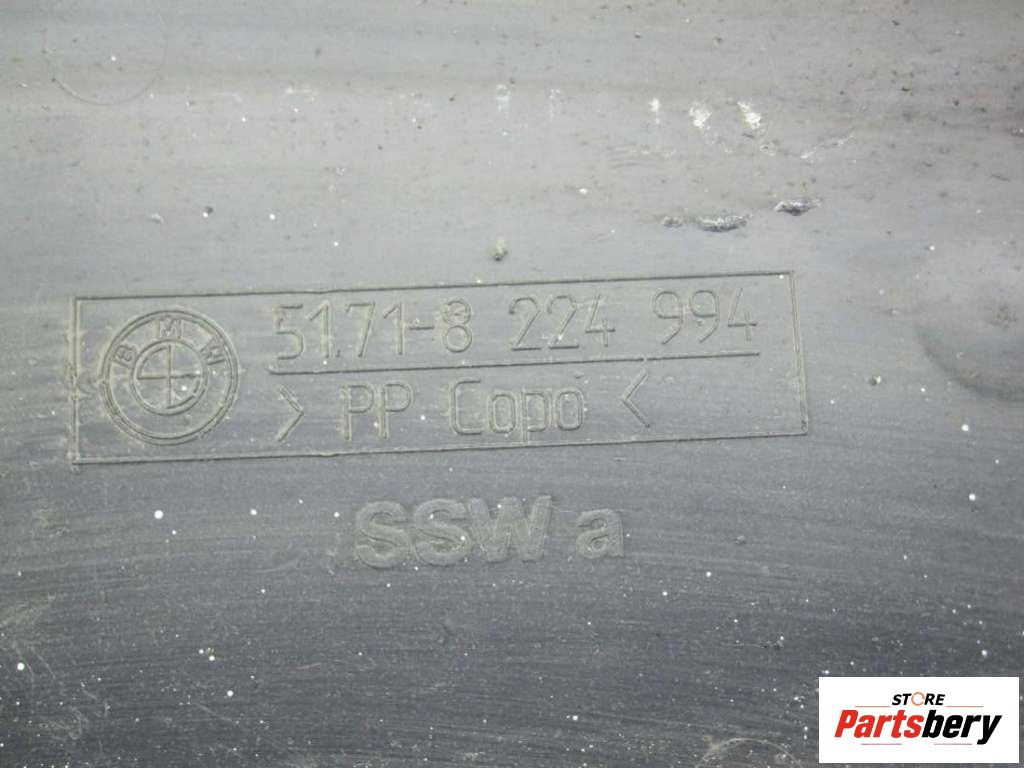 BMW
51.71-8 224 994
> PP Copo <
SSW a
STORE
Partsbery